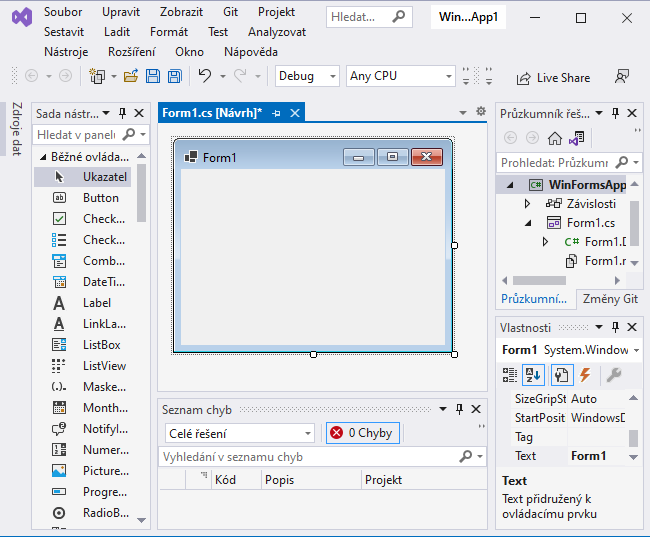 Soubor Upravit Zobrazit Git Projekt
Sestavit Ladit Formát Test Analyzovat
Nástroje Rozšíření Okno Nápověda
Hledat...
Win...App1
Debug
Any CPU
Live Share
Zdroje dat
Sada nástr...
Hledat v panelu
Běžné ovláda...
Ukazatel
Button
Check...
Check...
Comb...
DateTi...
Label
LinkLa...
ListBox
ListView
Maske...
Month...
NotifyI...
Numer...
Picture...
Progre...
RadioB...
Form1.cs [Návrh]*
Form1
Seznam chyb
Celé řešení
0 Chyby
Vyhledání v seznamu chyb
Kód Popis Projekt
Průzkumník řeš...
Prohledat: Průzkumr
C# WinFormsApp
Závislosti
Form1.cs
C# Form1.D
Form1.r
Průzkumní... Změny Git
Vlastnosti
Form1 System.Window
SizeGripSt Auto
StartPosit WindowsD
Tag
Text Form1
Text
Text přidružený k
ovládacímu prvku